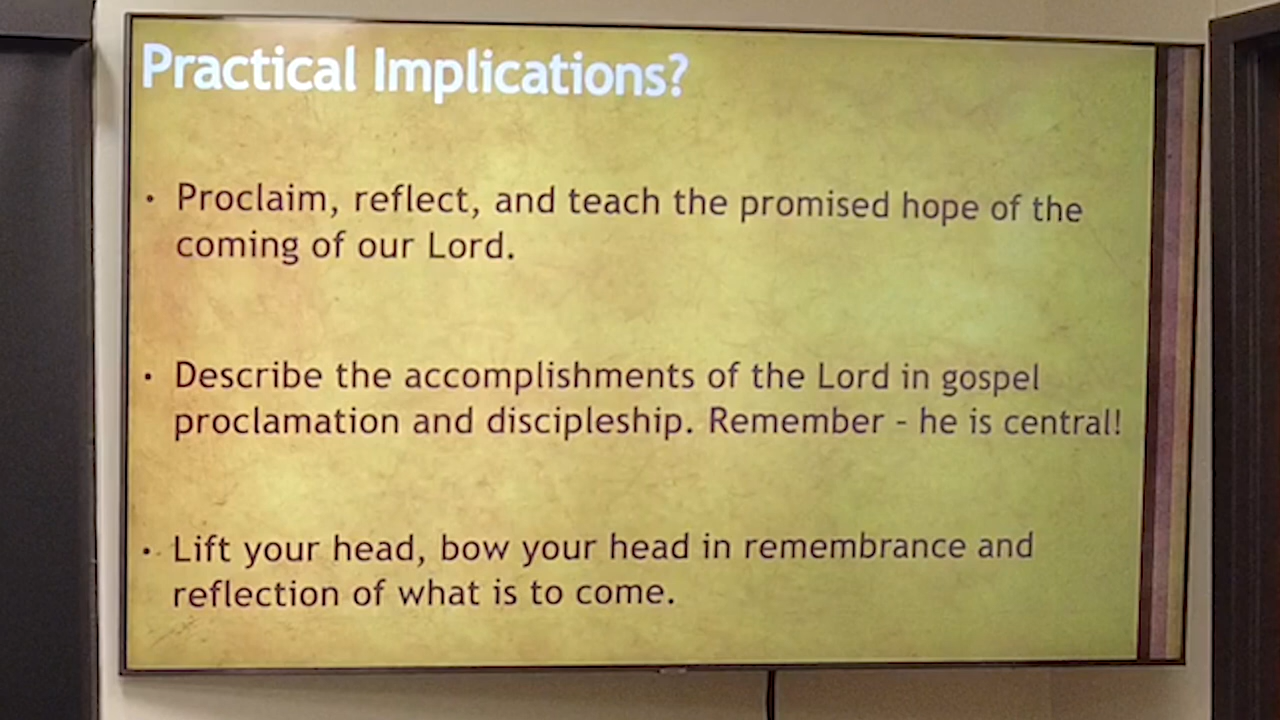 Practical Implications?
• Proclaim, reflect, and teach the promised hope of the
coming of our Lord.
• Describe the accomplishments of the Lord in gospel
proclamation and discipleship. Remember – he is central!
• Lift your head, bow your head in remembrance and
reflection of what is to come.